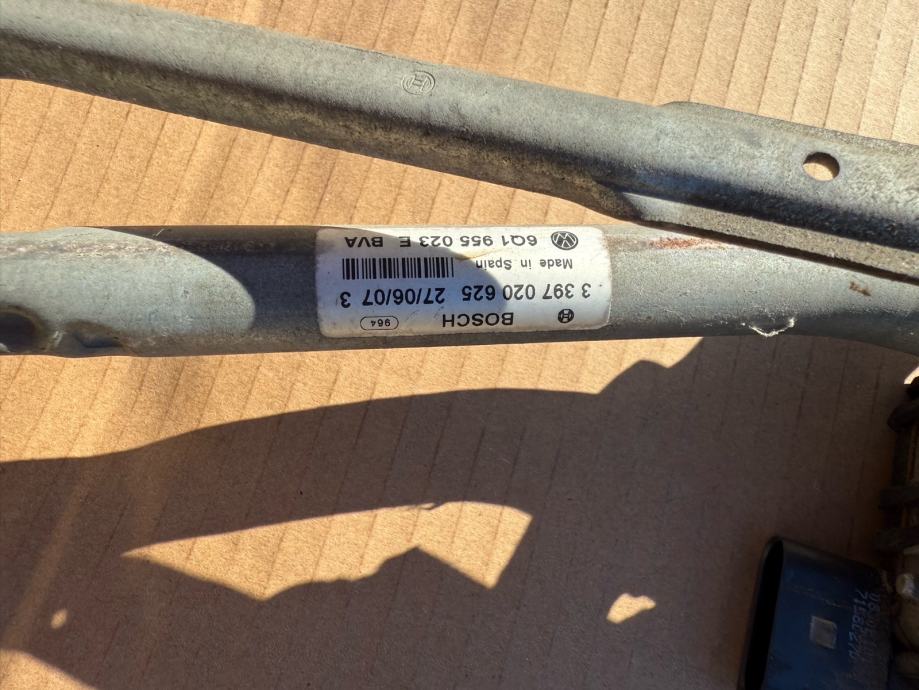 BOSCH 964
3 397 020 625 27/06/07 3
Made in Spain
6Q1 955 023 E BVA